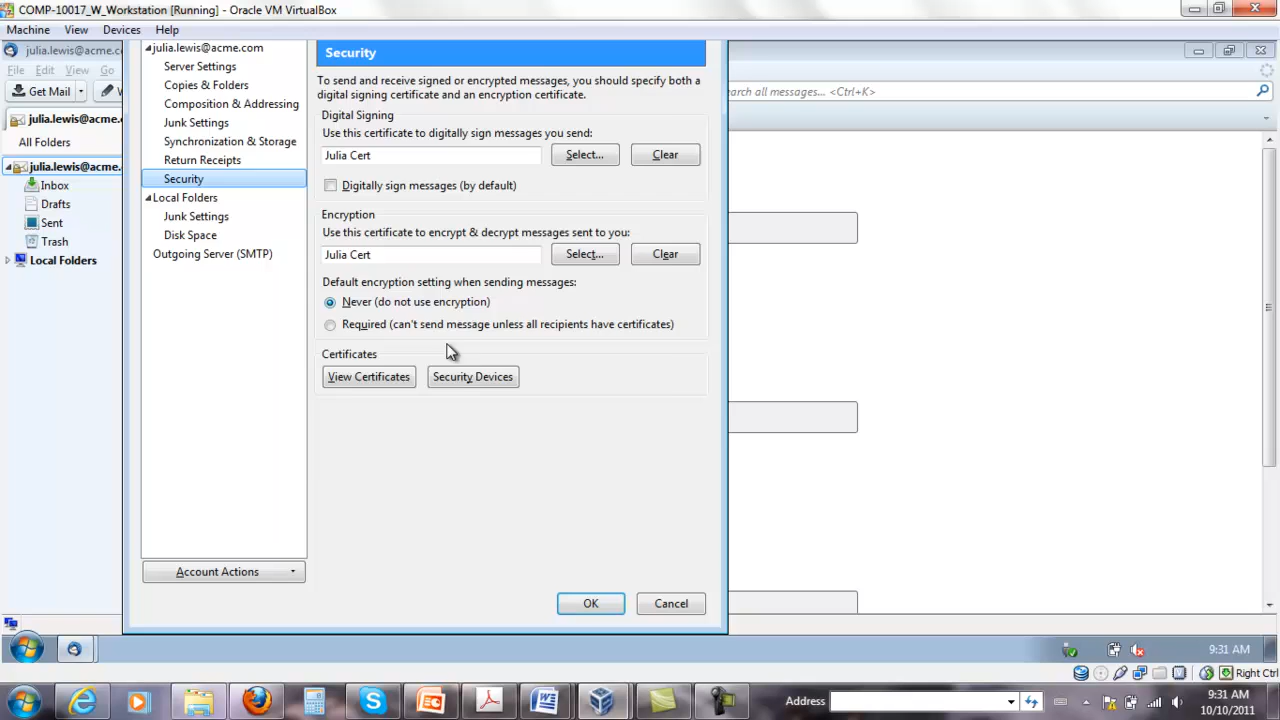 COMP-10017_W_Workstation [Running] - Oracle VM VirtualBox
Machine View Devices Help
julia.lewis@acme.c
File Edit View Go
Get Mail
julia.lewis@acme.
All Folders
julia.lewis@acme.
Inbox
Drafts
Sent
Trash
Local Folders
julia.lewis@acme.com
Server Settings
Copies & Folders
Composition & Addressing
Junk Settings
Synchronization & Storage
Return Receipts
Security
Local Folders
Junk Settings
Disk Space
Outgoing Server (SMTP)
Account Actions
Security
To send and receive signed or encrypted messages, you should specify both a
digital signing certificate and an encryption certificate.
Digital Signing
Use this certificate to digitally sign messages you send:
Julia Cert Select... Clear
Digitally sign messages (by default)
Encryption
Use this certificate to encrypt & decrypt messages sent to you:
Julia Cert Select... Clear
Default encryption setting when sending messages:
Never (do not use encryption)
Required (can't send message unless all recipients have certificates)
Certificates
View Certificates Security Devices
OK Cancel
earch all messages... <Ctrl+K>
9:31 AM
Right Ctrl
Address
9:31 AM
10/10/2011